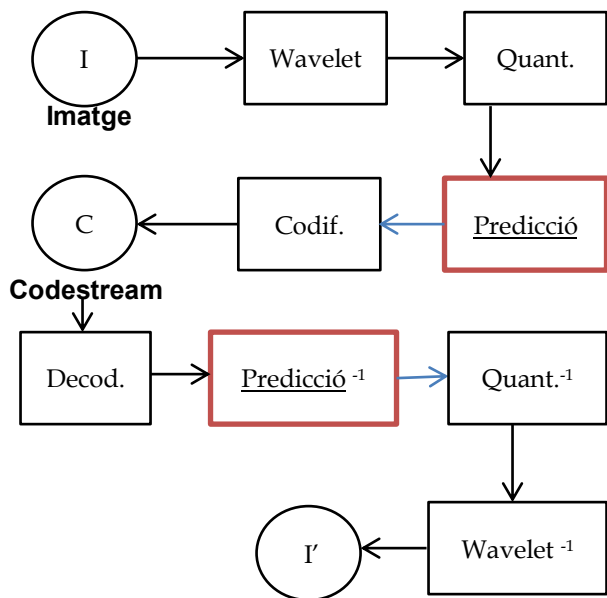 I
Wavelet
Quant.
Imatge
C
Codif.
Predicció
Codestream
Decod.
Predicció -1
Quant.-1
I'
Wavelet -1